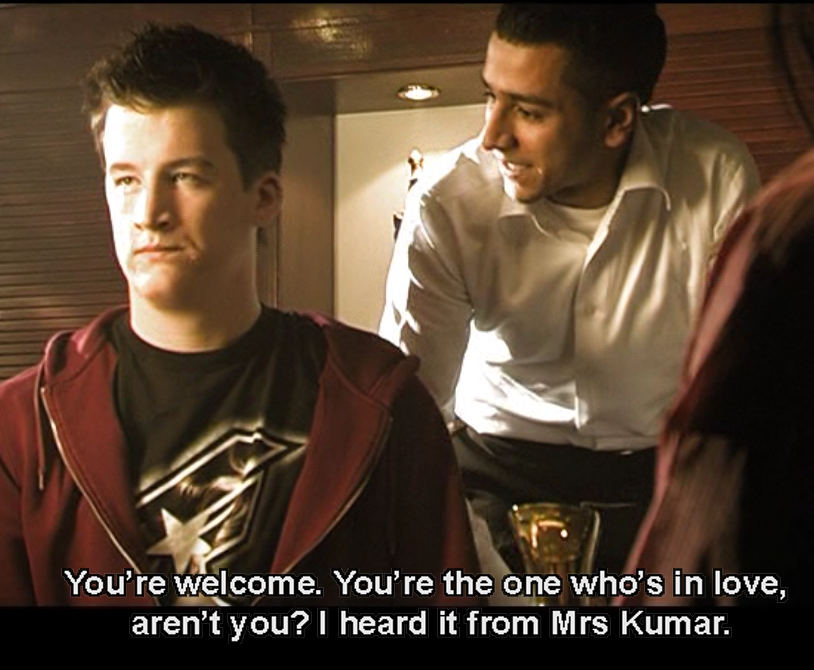 You're welcome. You're the one who's in love,
aren't you? I heard it from Mrs Kumar.